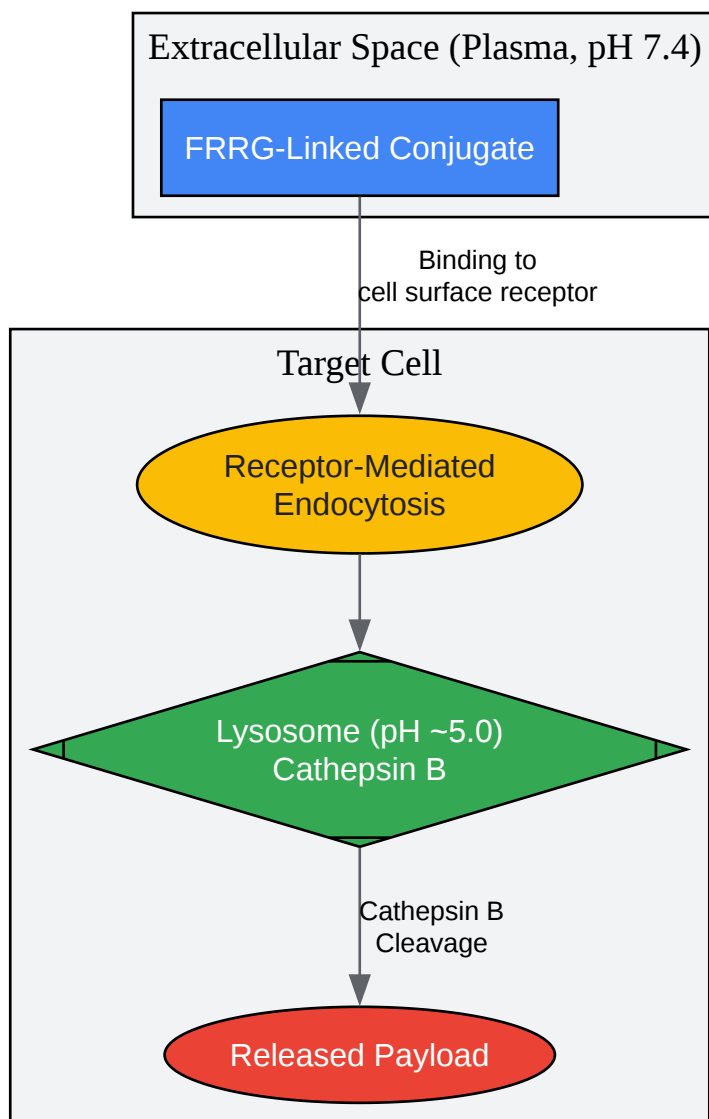 Extracellular Space (Plasma, pH 7.4)
FRRG-Linked Conjugate
Binding to
cell surface receptor
Target Cell
Receptor-Mediated
Endocytosis
Lysosome (pH ~5.0)
Cathepsin B
Cathepsin B
Cleavage
Released Payload